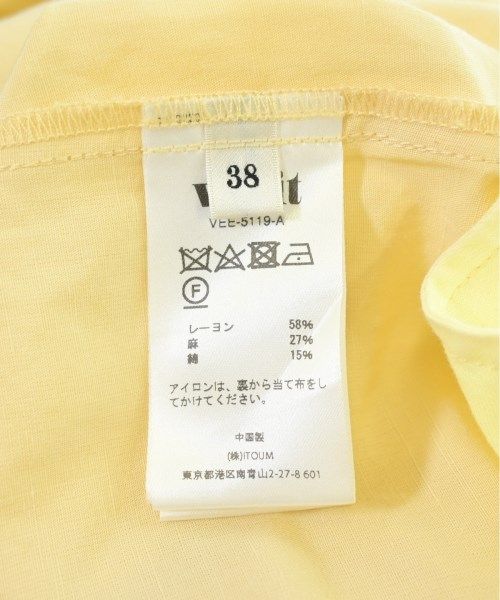 38
VEE-5119-A
F
レーヨン 58%
麻 27%
綿 15%
アイロンは、裏から当て布をし
てかけてください。
中国製
(株)ITOUM
東京都港区南青山2-27-8 601